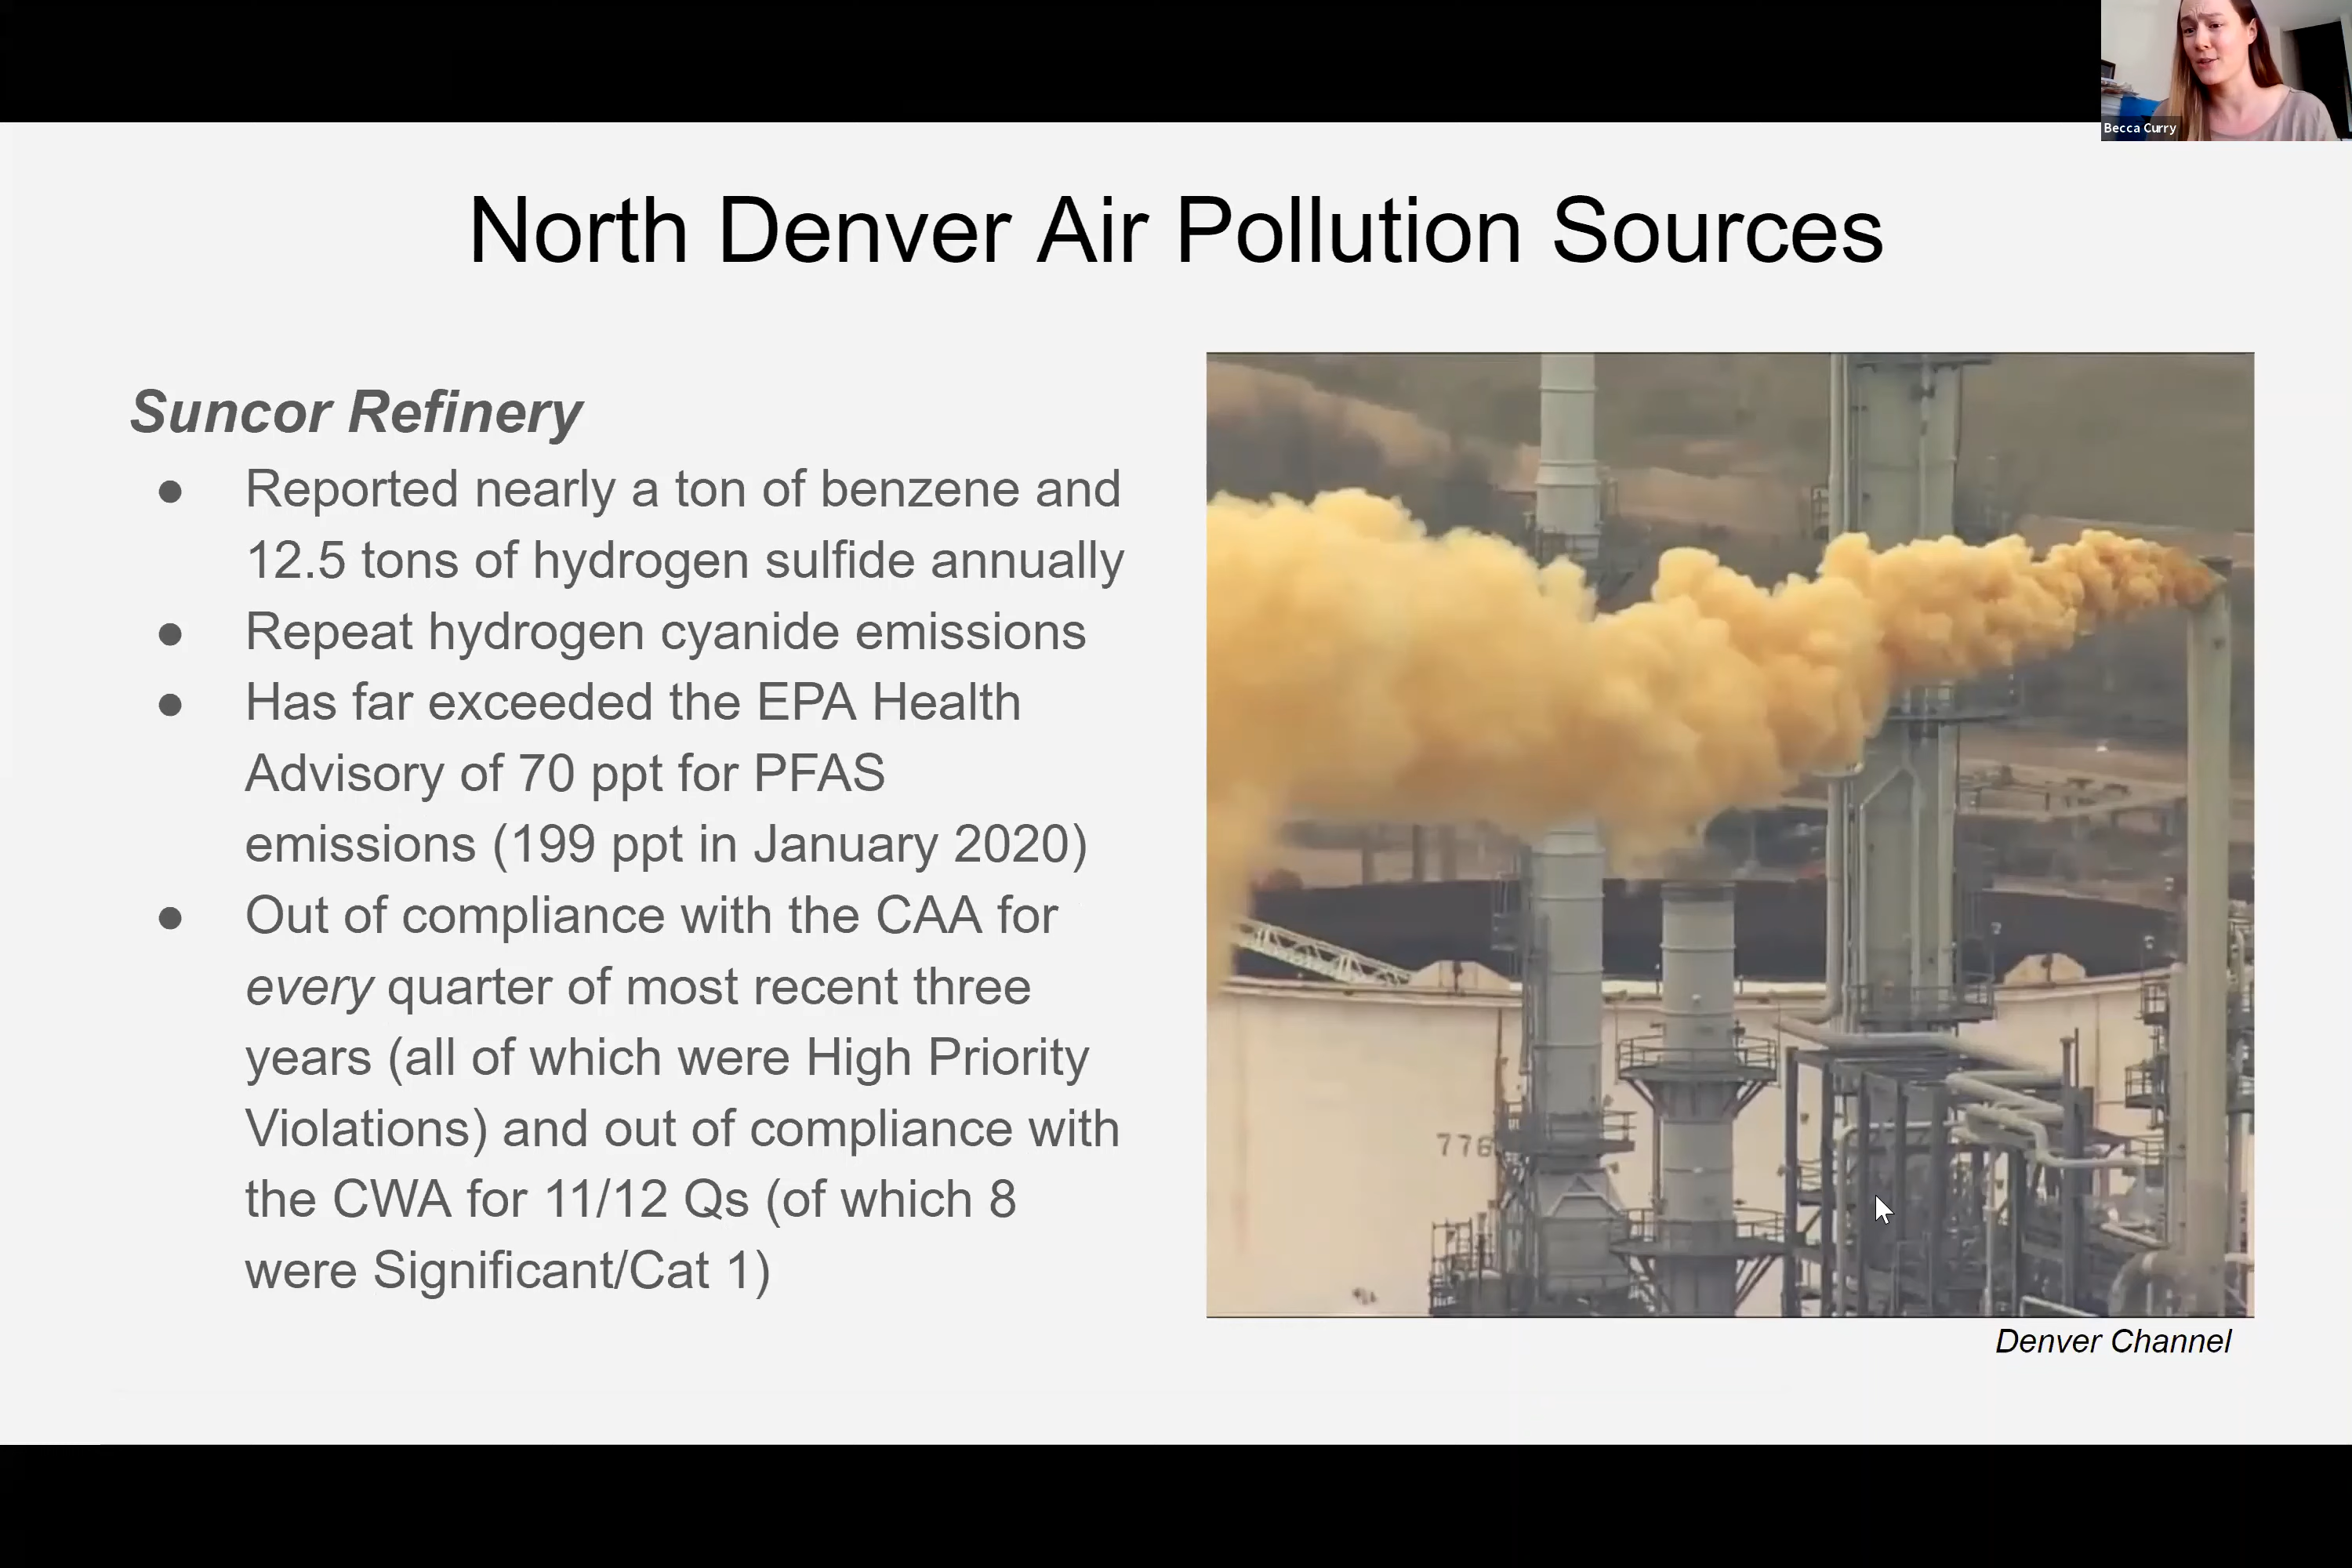 Becca Curry
North Denver Air Pollution Sources
Suncor Refinery
● Reported nearly a ton of benzene and
12.5 tons of hydrogen sulfide annually
● Repeat hydrogen cyanide emissions
● Has far exceeded the EPA Health
Advisory of 70 ppt for PFAS
emissions (199 ppt in January 2020)
● Out of compliance with the CAA for
every quarter of most recent three
years (all of which were High Priority
Violations) and out of compliance with
the CWA for 11/12 Qs (of which 8
were Significant/Cat 1)
776
Denver Channel